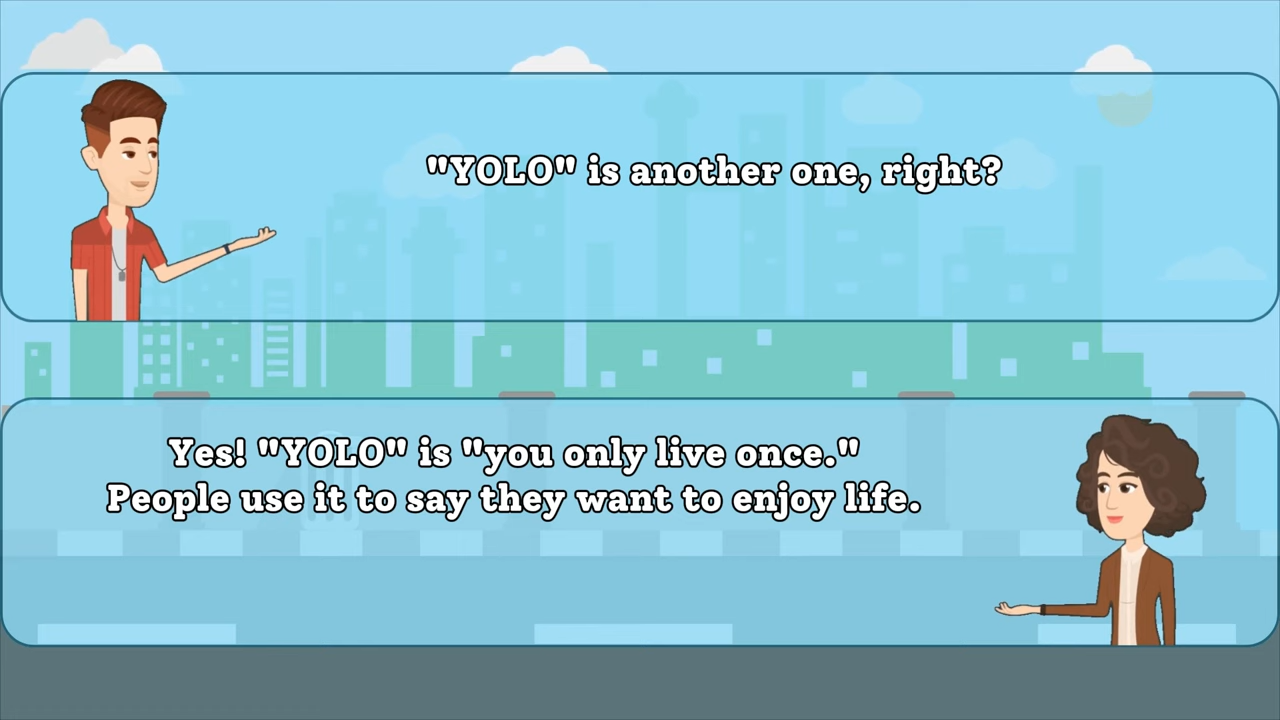 "YOLO" is another one, right?
Yes! "YOLO" is "you only live once."
People use it to say they want to enjoy life.